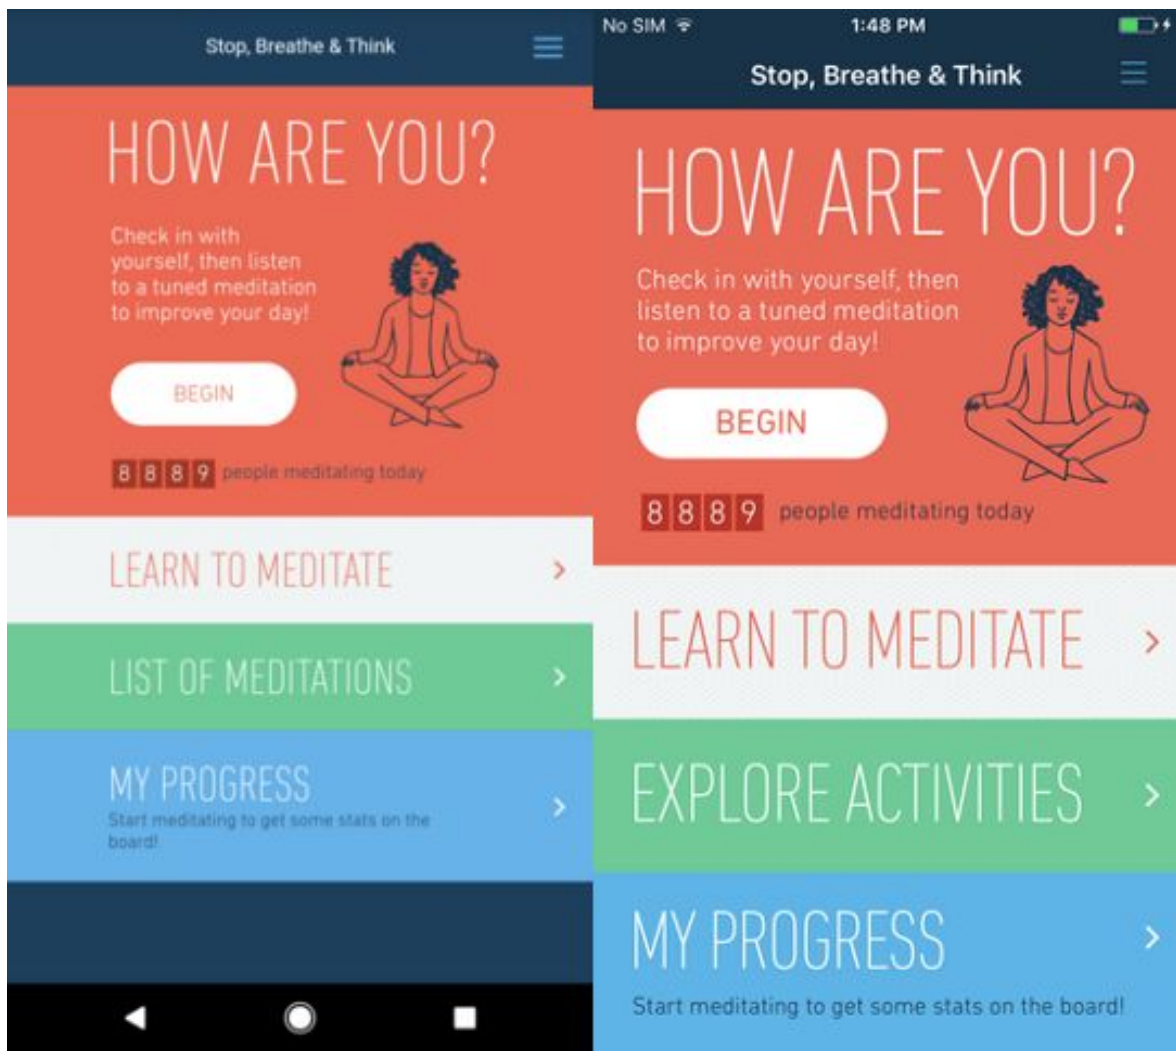 Stop, Breathe & Think
HOW ARE YOU?
Check in with
yourself, then listen
to a tuned meditation
to improve your day!
BEGIN
8889 people meditating today
LEARN TO MEDITATE
LIST OF MEDITATIONS
MY PROGRESS
Start meditating to get some stats on the
board!
No SIM 1:48 PM
Stop, Breathe & Think
HOW ARE YOU?
Check in with yourself, then
listen to a tuned meditation
to improve your day!
BEGIN
8889 people meditating today
LEARN TO MEDITATE
EXPLORE ACTIVITIES
MY PROGRESS
Start meditating to get some stats on the board!